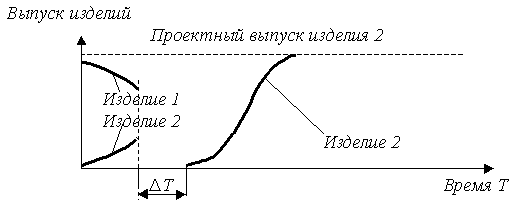 Выпуск изделий
Проектный выпуск изделия 2
Изделие 1
Изделие 2
Изделие 2
ΔT
Время T